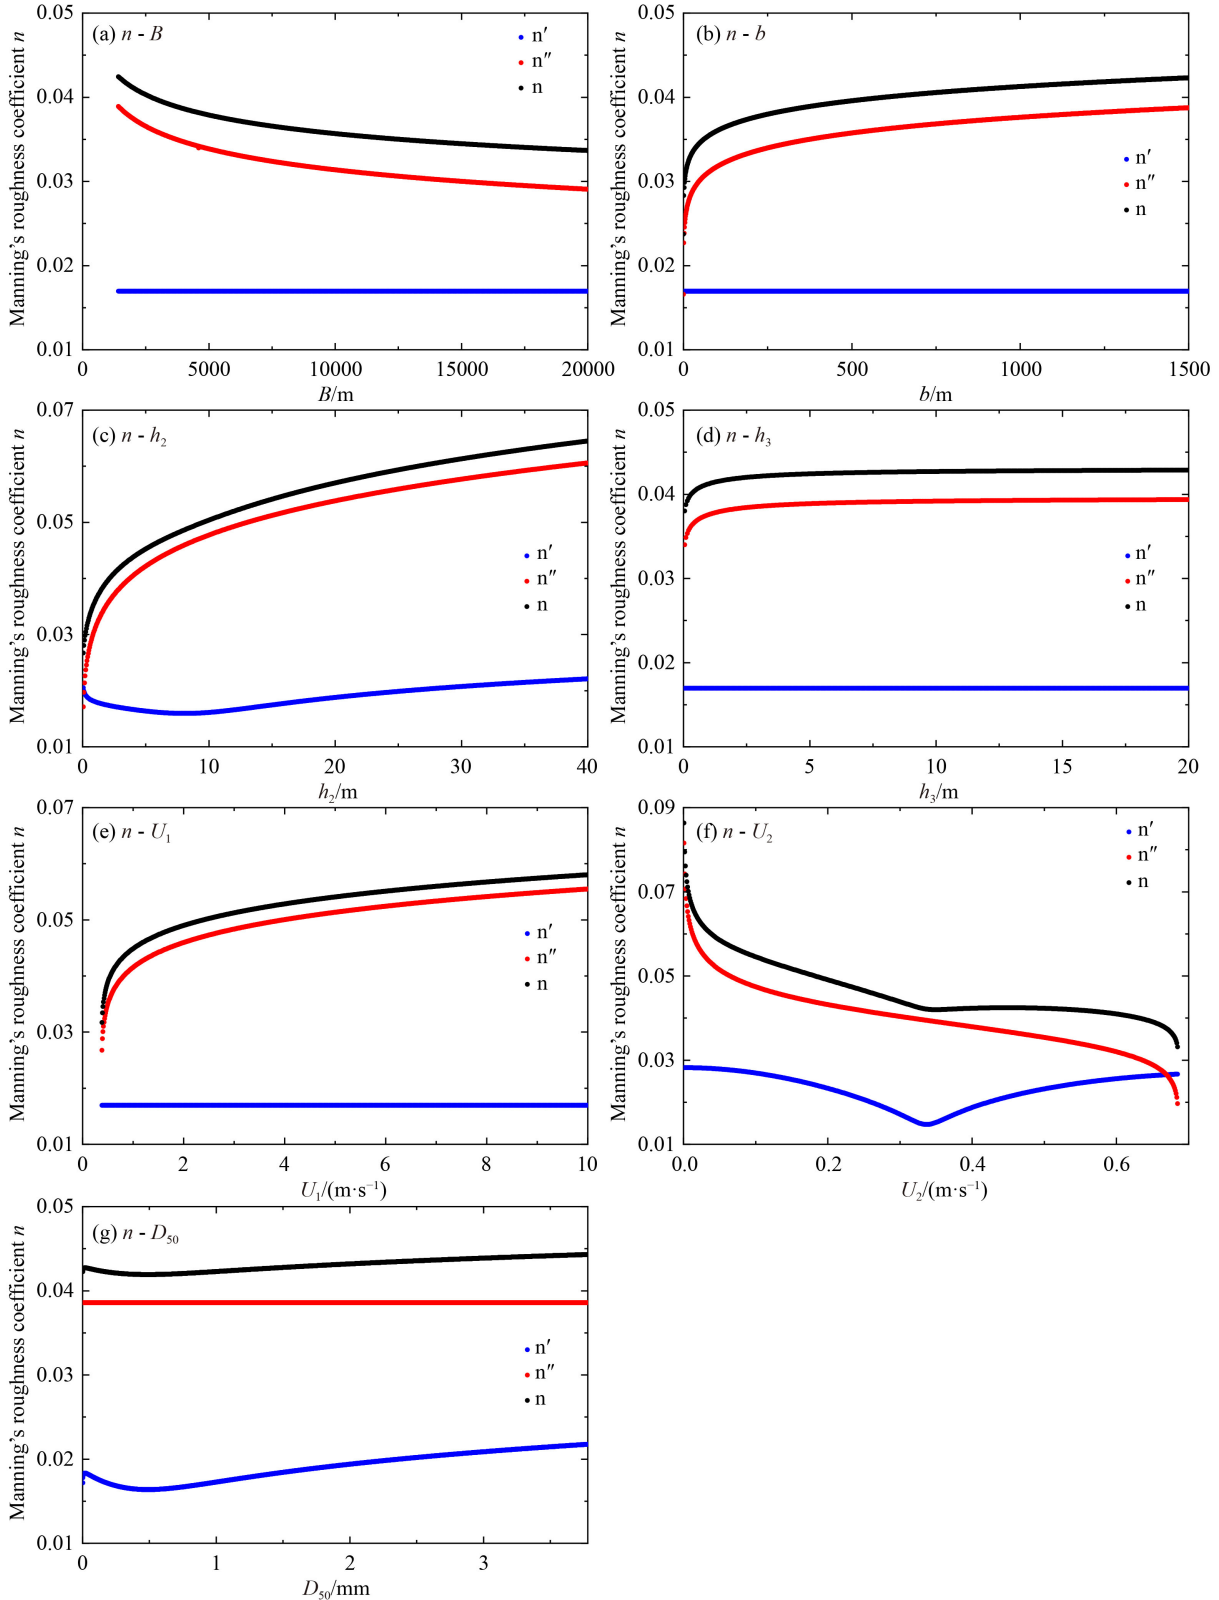 (a) n - B
n′
n″
n
Manning's roughness coefficient n
0.05
0.04
0.03
0.02
0.01
0 5000 10000 15000 20000
B/m
(b) n - b
n′
n″
n
Manning's roughness coefficient n
0.05
0.04
0.03
0.02
0.01
0 500 1000 1500
b/m
(c) n - h₂
n′
n″
n
Manning's roughness coefficient n
0.07
0.05
0.03
0.01
0 10 20 30 40
h₂/m
(d) n - h₃
n′
n″
n
Manning's roughness coefficient n
0.05
0.04
0.03
0.02
0.01
0 5 10 15 20
h₃/m
(e) n - U₁
n′
n″
n
Manning's roughness coefficient n
0.07
0.05
0.03
0.01
0 2 4 6 8 10
U₁/(m·s⁻¹)
(f) n - U₂
n′
n″
n
Manning's roughness coefficient n
0.09
0.07
0.05
0.03
0.01
0.0 0.2 0.4 0.6
U₂/(m·s⁻¹)
(g) n - D₅₀
n′
n″
n
Manning's roughness coefficient n
0.05
0.04
0.03
0.02
0.01
0 1 2 3
D₅₀/mm